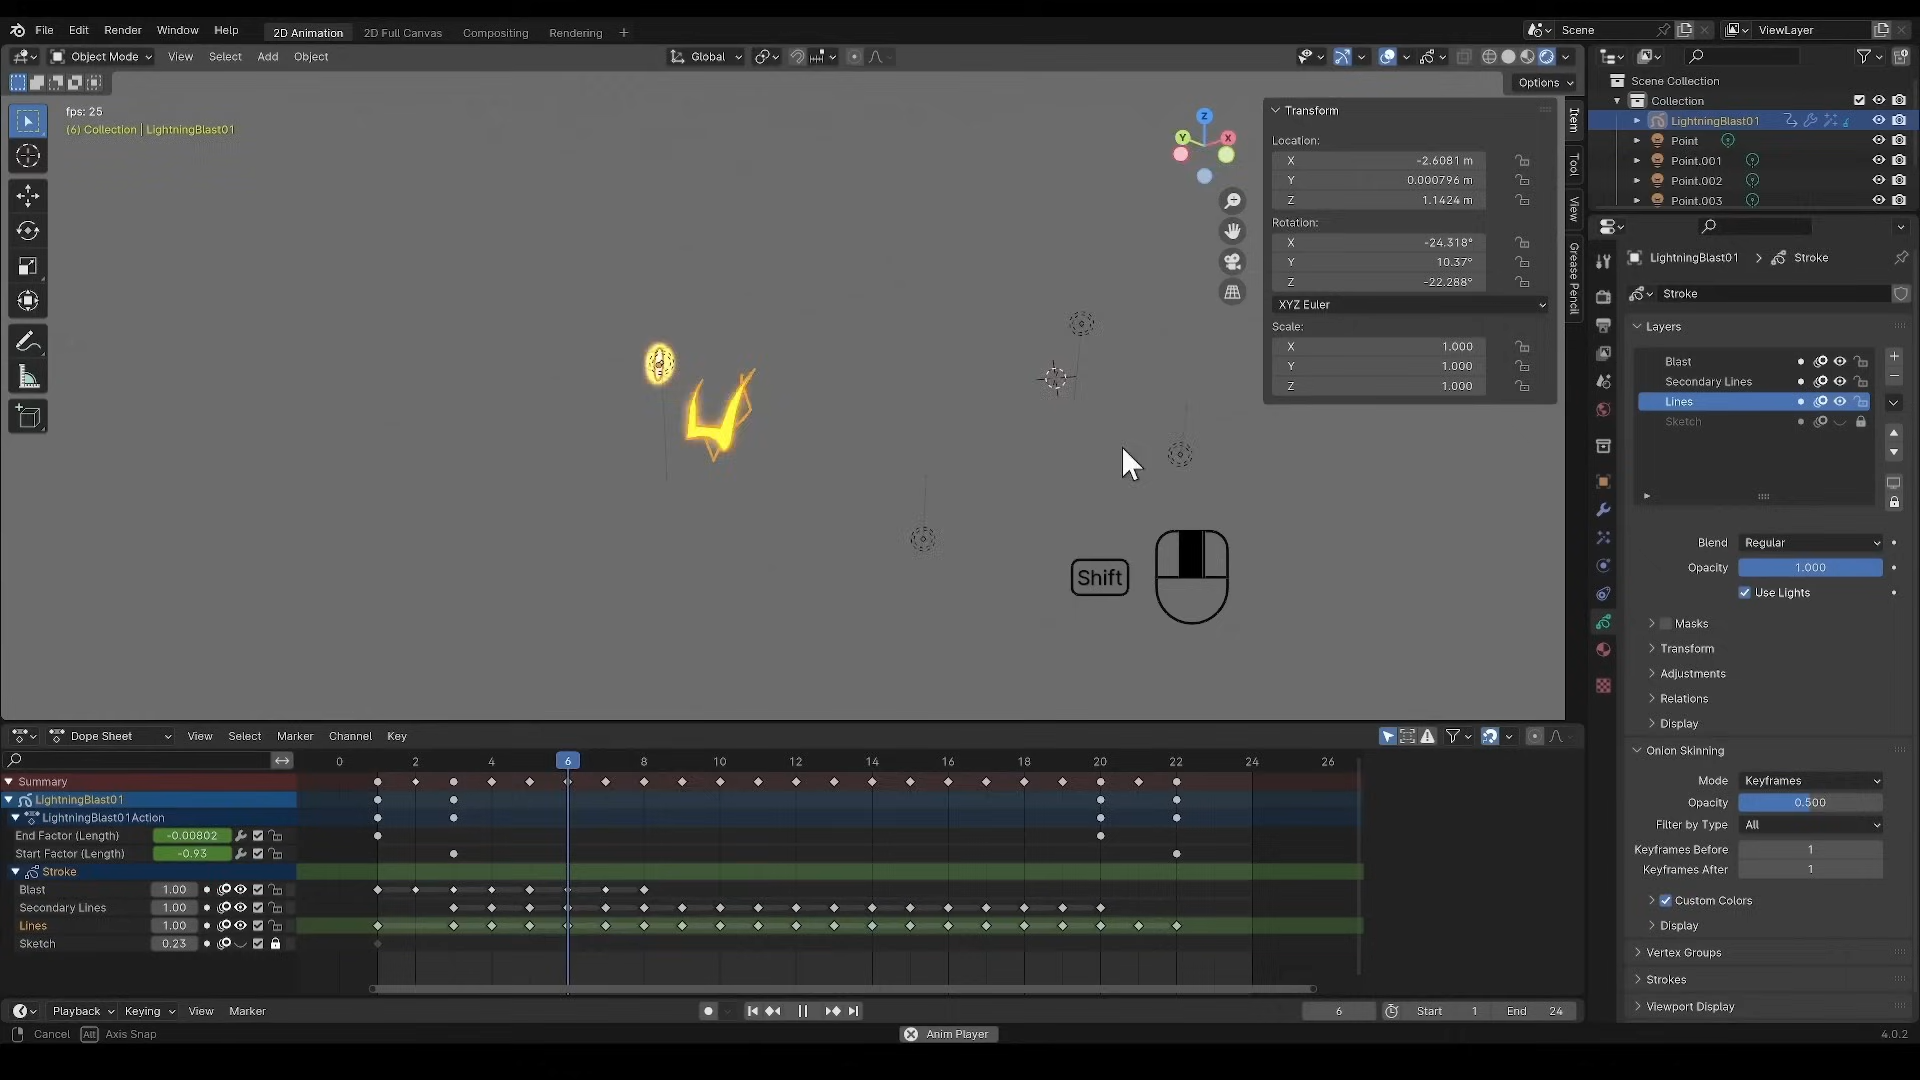 File Edit Render Window Help 2D Animation 2D Full Canvas Compositing Rendering + Scene ViewLayer
Object Mode View Select Add Object Global
Options
fps: 25
(6) Collection | LightningBlast01
Z
Y
X
Transform
Location:
X -2.6081 m
Y 0.000796 m
Z 1.1424 m
Rotation:
X -24.318°
Y 10.37°
Z -22.288°
XYZ Euler
Scale:
X 1.000
Y 1.000
Z 1.000
Item
Tool
View
Grease Pencil
Shift
Scene Collection
Collection
LightningBlast01
Point
Point.001
Point.002
Point.003
LightningBlast01 > Stroke
Stroke
Layers
Blast
Secondary Lines
Lines
Sketch
Blend Regular
Opacity 1.000
Use Lights
Masks
Transform
Adjustments
Relations
Display
Onion Skinning
Mode Keyframes
Opacity 0.500
Filter by Type All
Keyframes Before 1
Keyframes After 1
Custom Colors
Display
Vertex Groups
Strokes
Viewport Display
Dope Sheet View Select Marker Channel Key
0 2 4 6 8 10 12 14 16 18 20 22 24 26
Summary
LightningBlast01
LightningBlast01Action
End Factor (Length) -0.00802
Start Factor (Length) -0.93
Stroke
Blast 1.00
Secondary Lines 1.00
Lines 1.00
Sketch 0.23
Playback Keying View Marker 6 Start 1 End 24
Cancel Alt Axis Snap Anim Player 4.0.2